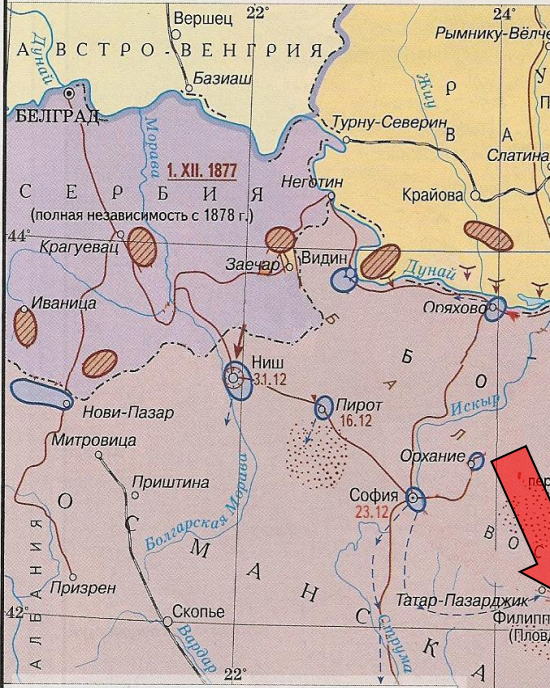 22°
24°
Вершец
Рымнику-Вёлче
АВСТРО-ВЕНГРИЯ
Дунай
Базиаш
Жиу
БЕЛГРАД
Морава
Турну-Северин
1. XII. 1877
Слатина
Неготин
СЕРБИЯ
(полная независимость с 1878 г.)
Крайова
44°
Крагуевац
Заечар
Видин
Дунай
Иваница
Оряхово
Ниш
3.1.12
Искыр
Нови-Пазар
Пирот
16.12
Митровица
Орхание
Приштина
София
23.12
Болгарская Морава
АЛБАНИЯ
ОСМАНСКА
Призрен
Татар-Пазарджик
42°
Скопье
Струма
Вардар
22°